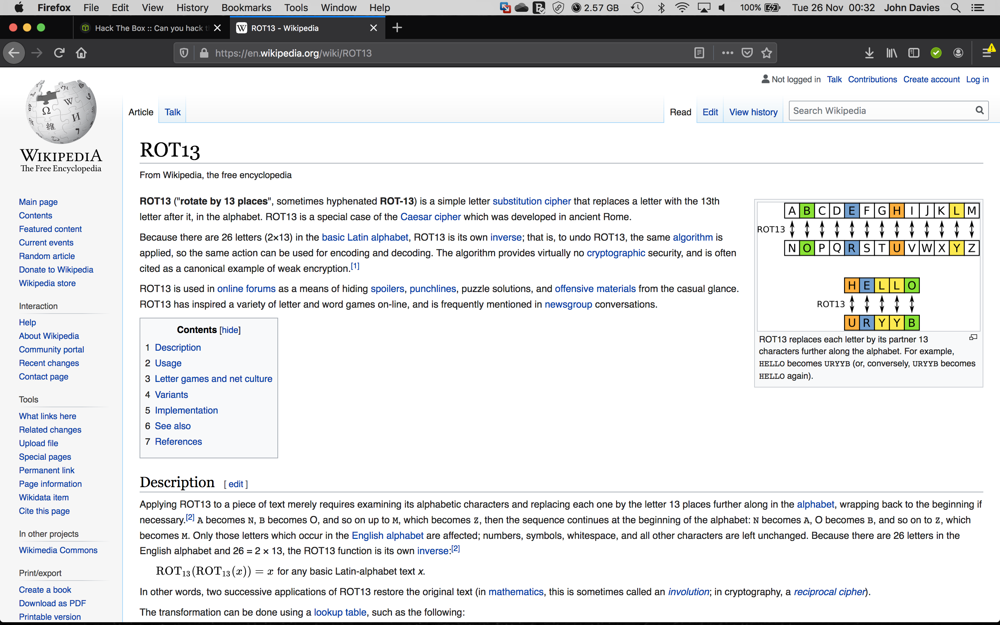 Firefox File Edit View History Bookmarks Tools Window Help 2.57 GB 100% Tue 26 Nov 00:32 John Davies
Hack The Box :: Can you hack t
W ROT13 - Wikipedia
https://en.wikipedia.org/wiki/ROT13
Not logged in Talk Contributions Create account Log in
Article Talk Read Edit View history Search Wikipedia
WIKIPEDIA
The Free Encyclopedia
Main page
Contents
Featured content
Current events
Random article
Donate to Wikipedia
Wikipedia store
Interaction
Help
About Wikipedia
Community portal
Recent changes
Contact page
Tools
What links here
Related changes
Upload file
Special pages
Permanent link
Page information
Wikidata item
Cite this page
In other projects
Wikimedia Commons
Print/export
Create a book
Download as PDF
Printable version
ROT13
From Wikipedia, the free encyclopedia
ROT13 ("rotate by 13 places", sometimes hyphenated ROT-13) is a simple letter substitution cipher that replaces a letter with the 13th
letter after it, in the alphabet. ROT13 is a special case of the Caesar cipher which was developed in ancient Rome.
Because there are 26 letters (2×13) in the basic Latin alphabet, ROT13 is its own inverse; that is, to undo ROT13, the same algorithm is
applied, so the same action can be used for encoding and decoding. The algorithm provides virtually no cryptographic security, and is often
cited as a canonical example of weak encryption.[1]
ROT13 is used in online forums as a means of hiding spoilers, punchlines, puzzle solutions, and offensive materials from the casual glance.
ROT13 has inspired a variety of letter and word games on-line, and is frequently mentioned in newsgroup conversations.
A B C D E F G H I J K L M
ROT13
N O P Q R S T U V W X Y Z
H E L L O
ROT13
U R Y Y B
ROT13 replaces each letter by its partner 13
characters further along the alphabet. For example,
HELLO becomes URYYB (or, conversely, URYYB becomes
HELLO again).
Contents [hide]
1 Description
2 Usage
3 Letter games and net culture
4 Variants
5 Implementation
6 See also
7 References
Description [ edit ]
Applying ROT13 to a piece of text merely requires examining its alphabetic characters and replacing each one by the letter 13 places further along in the alphabet, wrapping back to the beginning if
necessary.[2] A becomes N, B becomes O, and so on up to M, which becomes Z, then the sequence continues at the beginning of the alphabet: N becomes A, O becomes B, and so on to Z, which
becomes M. Only those letters which occur in the English alphabet are affected; numbers, symbols, whitespace, and all other characters are left unchanged. Because there are 26 letters in the
English alphabet and 26 = 2 × 13, the ROT13 function is its own inverse:[2]
ROT₁₃(ROT₁₃(x)) = x for any basic Latin-alphabet text x.
In other words, two successive applications of ROT13 restore the original text (in mathematics, this is sometimes called an involution; in cryptography, a reciprocal cipher).
The transformation can be done using a lookup table, such as the following: